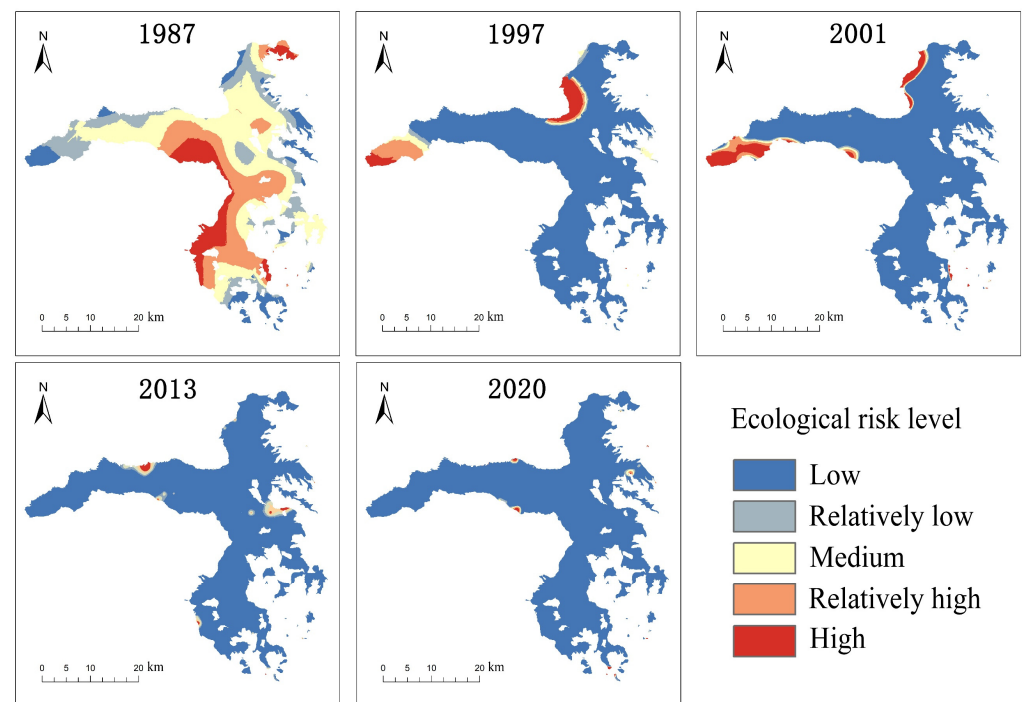 1987
N
0 5 10 20 km
1997
N
0 5 10 20 km
2001
N
0 5 10 20 km
2013
N
0 5 10 20 km
2020
N
0 5 10 20 km
Ecological risk level
Low
Relatively low
Medium
Relatively high
High